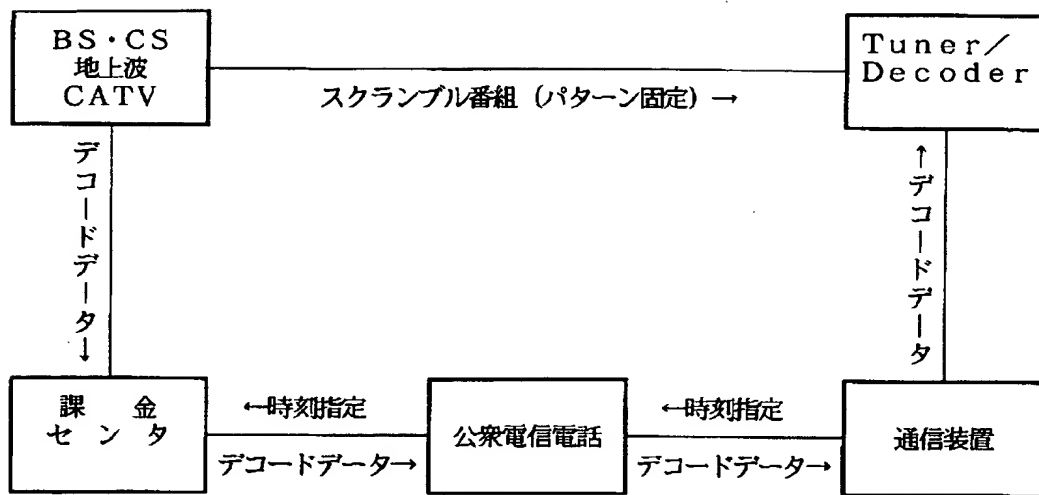 BS・CS
地上波
CATV
Tuner／
Decoder
スクランブル番組（パターン固定）→
デコードデータ↓
↑デコードデータ
課　金
センタ
←時刻指定
デコードデータ→
公衆電信電話
←時刻指定
デコードデータ→
通信装置